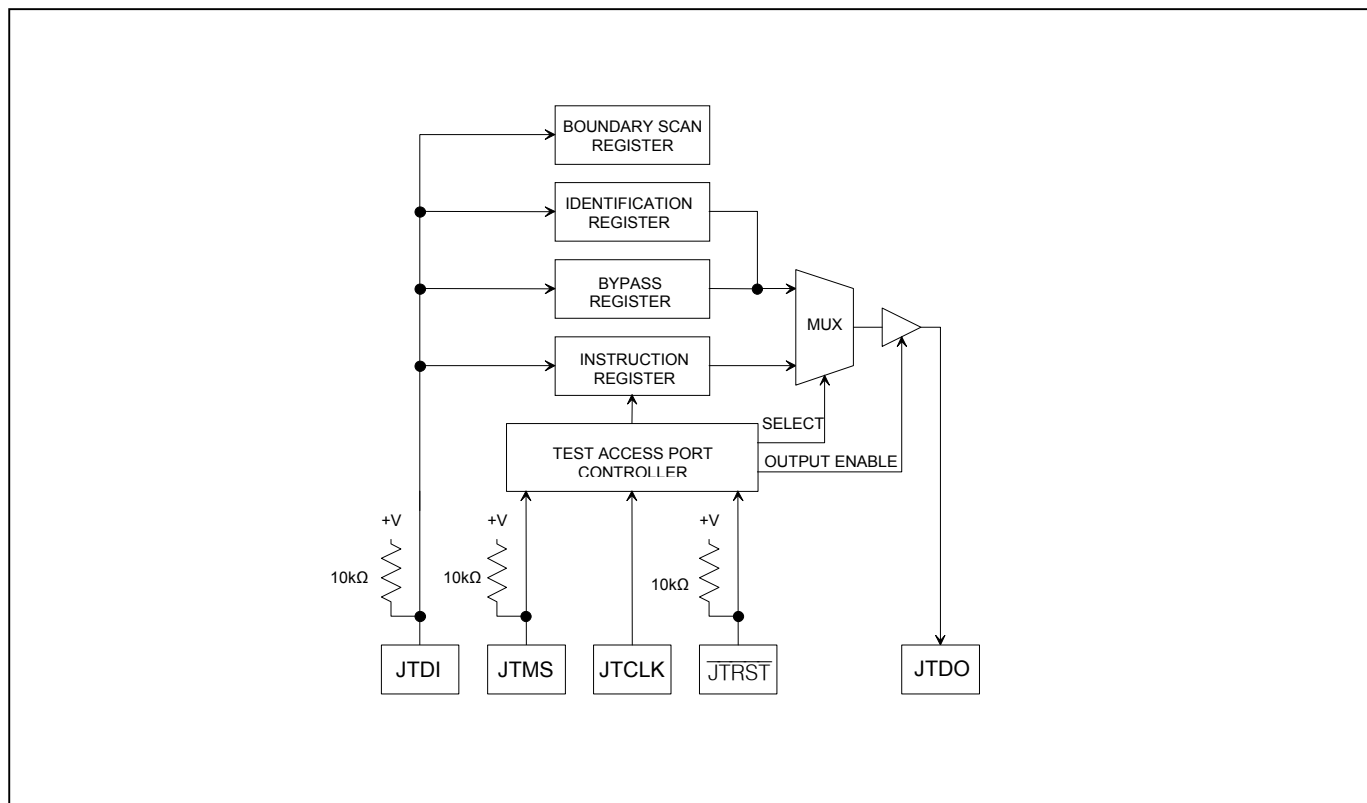 BOUNDARY SCAN
REGISTER
IDENTIFICATION
REGISTER
BYPASS
REGISTER
MUX
INSTRUCTION
REGISTER
SELECT
TEST ACCESS PORT
CONTROLLER
OUTPUT ENABLE
+V
+V
+V
10kΩ
10kΩ
10kΩ
JTDI
JTMS
JTCLK
JTRST
JTDO